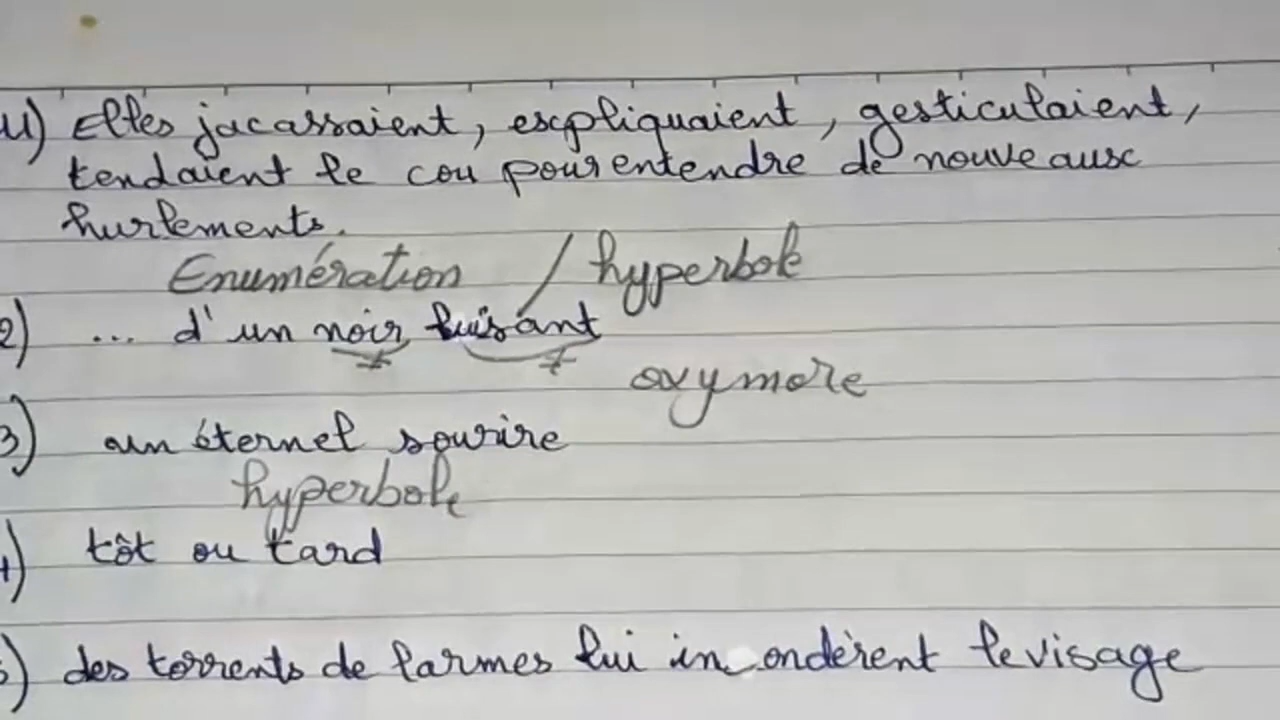 1) Elles jacassaient, expliquaient, gesticulaient,
tendaient le cou pour entendre de nouveaux
hurlements.
Enumération / hyperbole
2) ... d'un noir luisant
≠ ≠
oxymore
3) un éternel sourire
hyperbole
4) tôt ou tard
5) des torrents de larmes lui inondèrent le visage